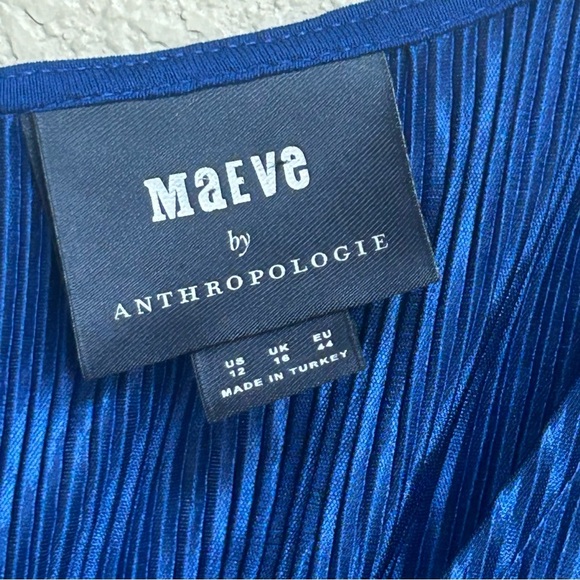 MaEVe
by
ANTHROPOLOGIE
US UK EU
12 16 44
MADE IN TURKEY